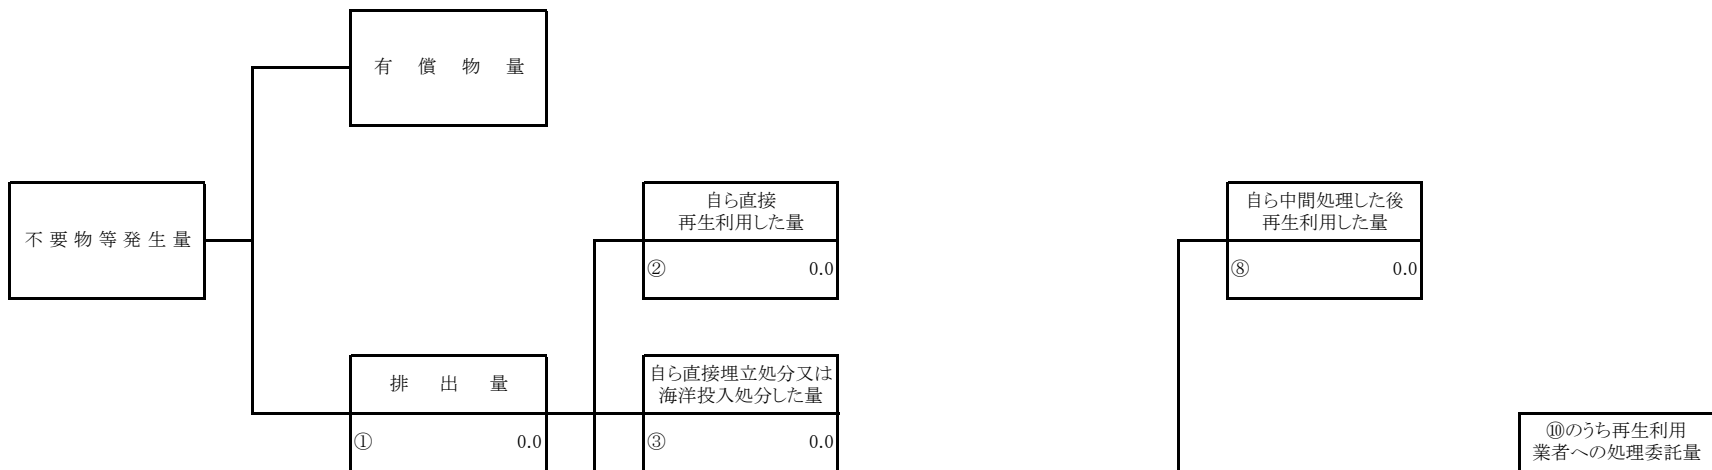 有償物量
不要物等発生量
自ら直接
再生利用した量
② 0.0
自ら中間処理した後
再生利用した量
⑧ 0.0
排出量
① 0.0
自ら直接埋立処分又は
海洋投入処分した量
③ 0.0
⑩のうち再生利用
業者への処理委託量